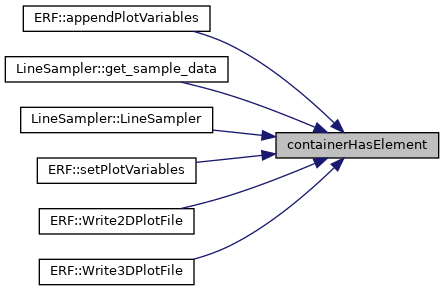 ERF::appendPlotVariables
LineSampler::get_sample_data
LineSampler::LineSampler
containerHasElement
ERF::setPlotVariables
ERF::Write2DPlotFile
ERF::Write3DPlotFile